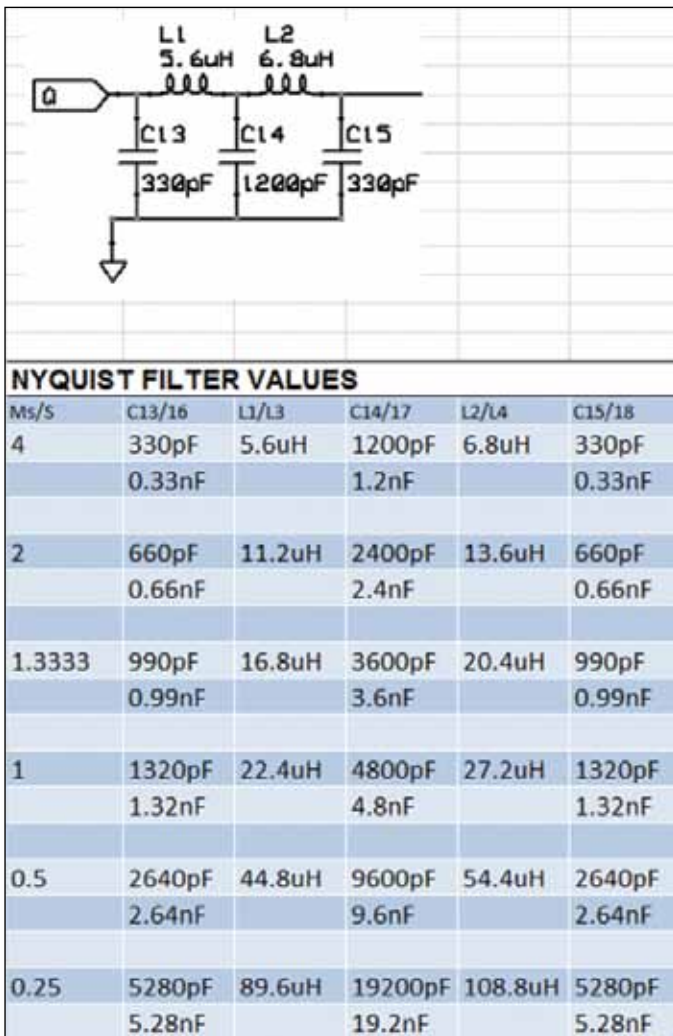 L1 L2
5.6uH 6.8uH
Q
C13 C14 C15
330pF 1200pF 330pF
NYQUIST FILTER VALUES
Ms/S C13/16 L1/L3 C14/17 L2/L4 C15/18
4 330pF 5.6uH 1200pF 6.8uH 330pF
0.33nF 1.2nF 0.33nF
2 660pF 11.2uH 2400pF 13.6uH 660pF
0.66nF 2.4nF 0.66nF
1.3333 990pF 16.8uH 3600pF 20.4uH 990pF
0.99nF 3.6nF 0.99nF
1 1320pF 22.4uH 4800pF 27.2uH 1320pF
1.32nF 4.8nF 1.32nF
0.5 2640pF 44.8uH 9600pF 54.4uH 2640pF
2.64nF 9.6nF 2.64nF
0.25 5280pF 89.6uH 19200pF 108.8uH 5280pF
5.28nF 19.2nF 5.28nF